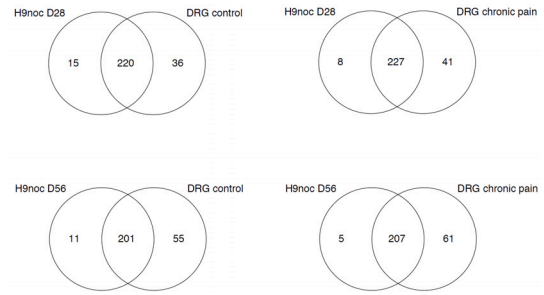 H9noc D28 DRG control
15 220 36
H9noc D28 DRG chronic pain
8 227 41
H9noc D56 DRG control
11 201 55
H9noc D56 DRG chronic pain
5 207 61